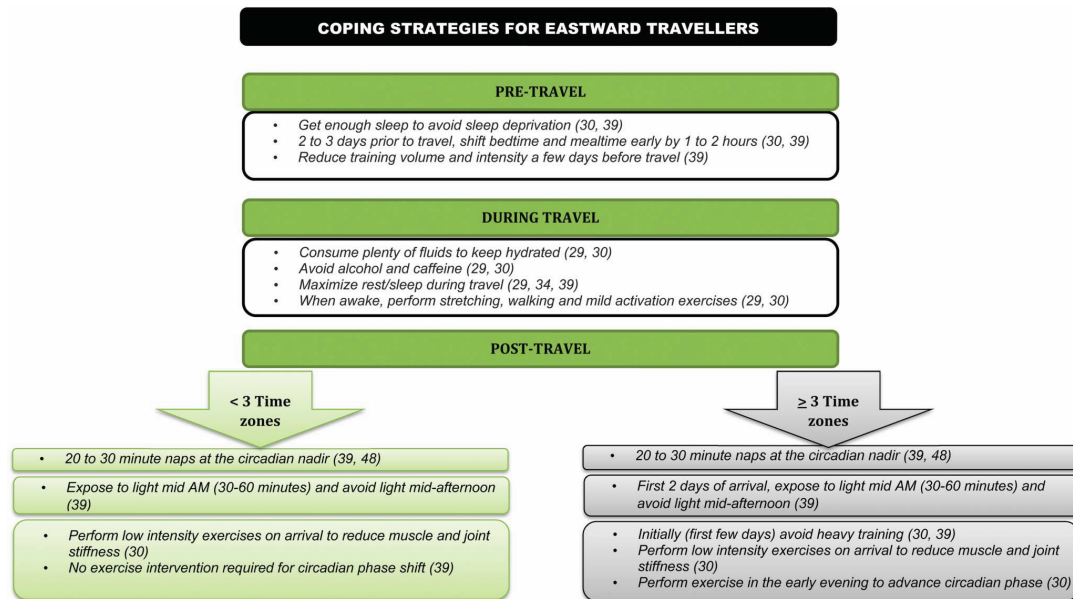 COPING STRATEGIES FOR EASTWARD TRAVELLERS
PRE-TRAVEL
• Get enough sleep to avoid sleep deprivation (30, 39)
• 2 to 3 days prior to travel, shift bedtime and mealtime early by 1 to 2 hours (30, 39)
• Reduce training volume and intensity a few days before travel (39)
DURING TRAVEL
• Consume plenty of fluids to keep hydrated (29, 30)
• Avoid alcohol and caffeine (29, 30)
• Maximize rest/sleep during travel (29, 34, 39)
• When awake, perform stretching, walking and mild activation exercises (29, 30)
POST-TRAVEL
< 3 Time
zones
• 20 to 30 minute naps at the circadian nadir (39, 48)
• Expose to light mid AM (30-60 minutes) and avoid light mid-afternoon
(39)
• Perform low intensity exercises on arrival to reduce muscle and joint
stiffness (30)
• No exercise intervention required for circadian phase shift (39)
≥ 3 Time
zones
• 20 to 30 minute naps at the circadian nadir (39, 48)
• First 2 days of arrival, expose to light mid AM (30-60 minutes) and
avoid light mid-afternoon (39)
• Initially (first few days) avoid heavy training (30, 39)
• Perform low intensity exercises on arrival to reduce muscle and joint
stiffness (30)
• Perform exercise in the early evening to advance circadian phase (30)